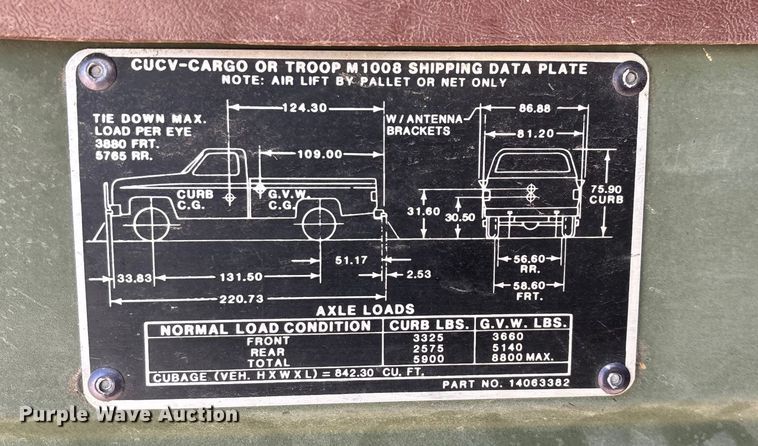 CUCV-CARGO OR TROOP M1008 SHIPPING DATA PLATE
NOTE: AIR LIFT BY PALLET OR NET ONLY
TIE DOWN MAX.
LOAD PER EYE
3880 FRT.
5765 RR.
124.30
109.00
CURB
C.G.
G.V.W.
C.G.
W/ANTENNA
BRACKETS
86.88
81.20
75.90
CURB
31.60
30.50
33.83
131.50
51.17
2.53
220.73
56.60
RR.
58.60
FRT.
AXLE LOADS
NORMAL LOAD CONDITION CURB LBS. G.V.W. LBS.
FRONT 3325 3660
REAR 2575 5140
TOTAL 5900 8800 MAX.
CUBAGE (VEH. HXWXL) = 842.30 CU. FT.
PART NO. 14063382
Purple Wave Auction